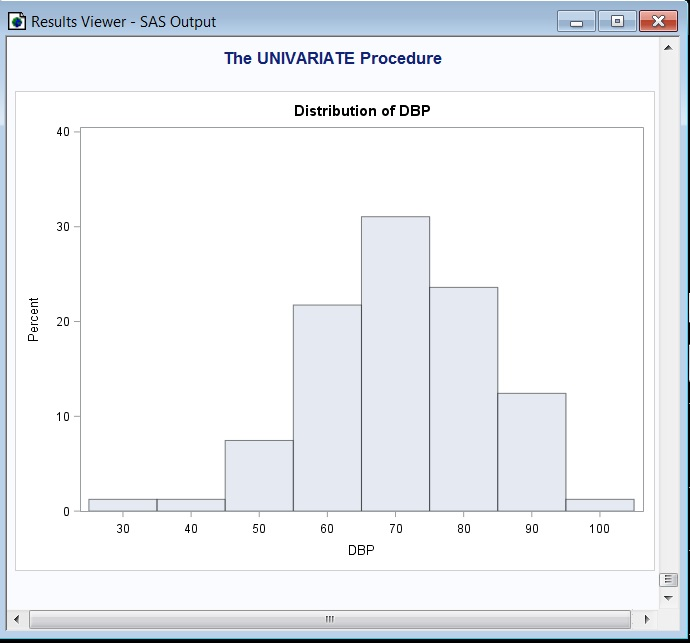 Results Viewer - SAS Output
The UNIVARIATE Procedure
Distribution of DBP
40
30
20
10
0
Percent
30 40 50 60 70 80 90 100
DBP